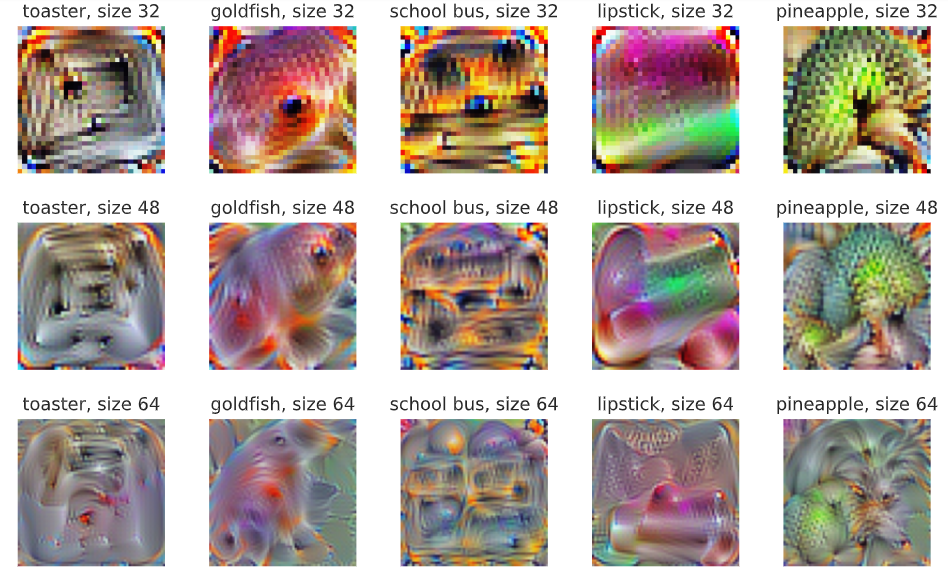 toaster, size 32 goldfish, size 32 school bus, size 32 lipstick, size 32 pineapple, size 32
toaster, size 48 goldfish, size 48 school bus, size 48 lipstick, size 48 pineapple, size 48
toaster, size 64 goldfish, size 64 school bus, size 64 lipstick, size 64 pineapple, size 64